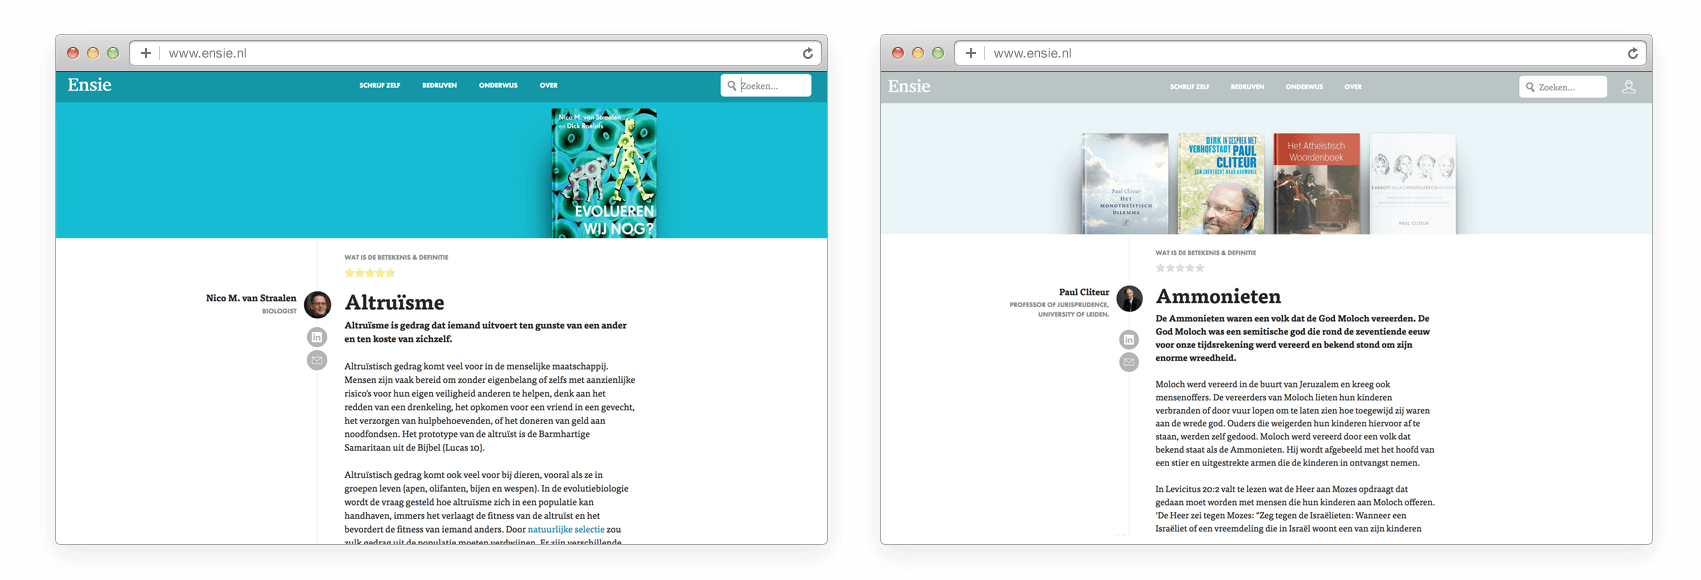 www.ensie.nl
Ensie
SCHRIJF ZELF
BEDRIJVEN
ONDERWIJS
OVER
Zoeken...
Nico M. van Straalen
en Dick Roelofs
EVOLUEREN
WIJ NOG?
WAT IS DE BETEKENIS & DEFINITIE
Nico M. van Straalen
BIOLOGIST
Altruïsme
Altruïsme is gedrag dat iemand uitvoert ten gunste van een ander
en ten koste van zichzelf.
Altruïstisch gedrag komt veel voor in de menselijke maatschappij.
Mensen zijn vaak bereid om zonder eigenbelang of zelfs met aanzienlijke
risico's voor hun eigen veiligheid anderen te helpen, denk aan het
redden van een drenkeling, het opkomen voor een vriend in een gevecht,
het verzorgen van hulpbehoevenden, of het doneren van geld aan
noodfondsen. Het prototype van de altruïst is de Barmhartige
Samaritaan uit de Bijbel (Lucas 10).
Altruïstisch gedrag komt ook veel voor bij dieren, vooral als ze in
groepen leven (apen, olifanten, bijen en wespen). In de evolutiebiologie
wordt de vraag gesteld hoe altruïsme zich in een populatie kan
handhaven, immers het verlaagt de fitness van de altruïst en het
bevordert de fitness van iemand anders. Door natuurlijke selectie zou
zulk gedrag uit de populatie moeten verdwijnen. Er zijn verschillende
www.ensie.nl
Ensie
SCHRIJF ZELF
BEDRIJVEN
ONDERWIJS
OVER
Zoeken...
Paul Cliteur
HET
MONOTHEÏSTISCH
DILEMMA
DIRK IN GESPREK MET
VERHOFSTADT PAUL
CLITEUR
EEN ZOEKTOCHT NAAR HARMONIE
Het Atheïstisch
Woordenboek
PAUL CLITEUR
WAT IS DE BETEKENIS & DEFINITIE
Paul Cliteur
PROFESSOR OF JURISPRUDENCE,
UNIVERSITY OF LEIDEN.
Ammonieten
De Ammonieten waren een volk dat de God Moloch vereerden. De
God Moloch was een semitische god die rond de zeventiende eeuw
voor onze tijdsrekening werd vereerd en bekend stond om zijn
enorme wreedheid.
Moloch werd vereerd in de buurt van Jeruzalem en kreeg ook
mensenoffers. De vereerders van Moloch lieten hun kinderen
verbranden of door vuur lopen om te laten zien hoe toegewijd zij waren
aan de wrede god. Ouders die weigerden hun kinderen hiervoor af te
staan, werden zelf gedood. Moloch werd vereerd door een volk dat
bekend staat als de Ammonieten. Hij wordt afgebeeld met het hoofd van
een stier en uitgestrekte armen die de kinderen in ontvangst nemen.
In Leviticus 20:2 valt te lezen wat de Heer aan Mozes opdraagt dat
gedaan moet worden met mensen die hun kinderen aan Moloch offeren.
'De Heer zei tegen Mozes: "Zeg tegen de Israëlieten: Wanneer een
Israëliet of een vreemdeling die in Israël woont een van zijn kinderen